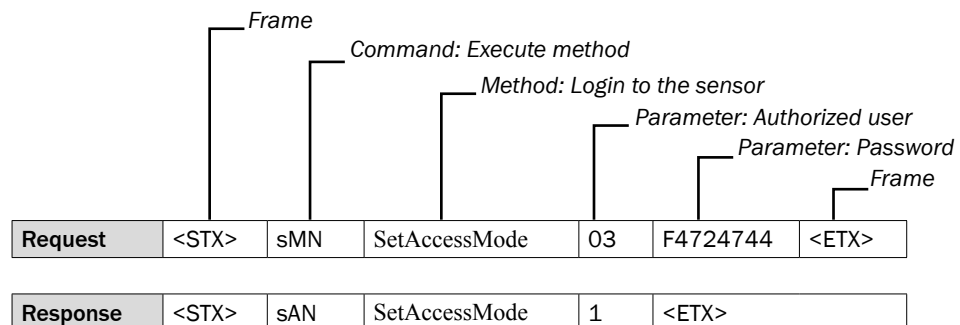 Frame
Command: Execute method
Method: Login to the sensor
Parameter: Authorized user
Parameter: Password
Frame
Request <STX> sMN SetAccessMode 03 F4724744 <ETX>
Response <STX> sAN SetAccessMode 1 <ETX>